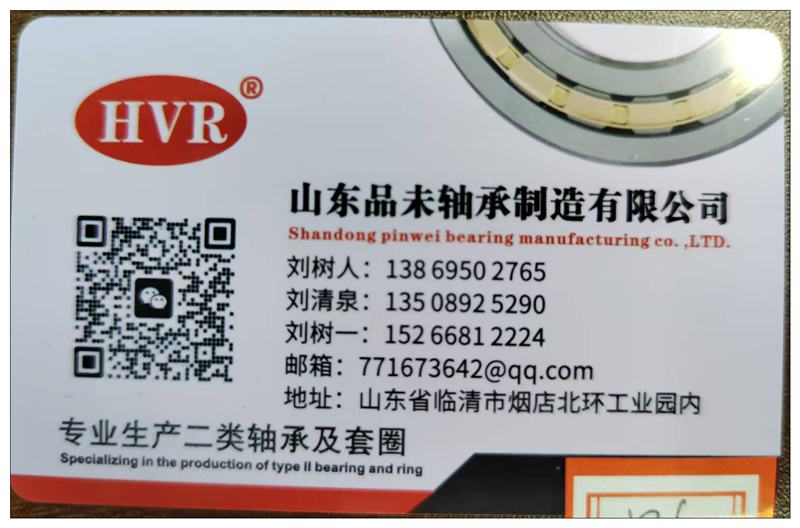 HVR®
山东品未轴承制造有限公司
Shandong pinwei bearing manufacturing co. ,LTD.
刘树人：138 6950 2765
刘清泉：135 0892 5290
刘树一：152 6681 2224
邮箱：771673642@qq.com
地址：山东省临清市烟店北环工业园内
专业生产二类轴承及套圈
Specializing in the production of type II bearing and ring